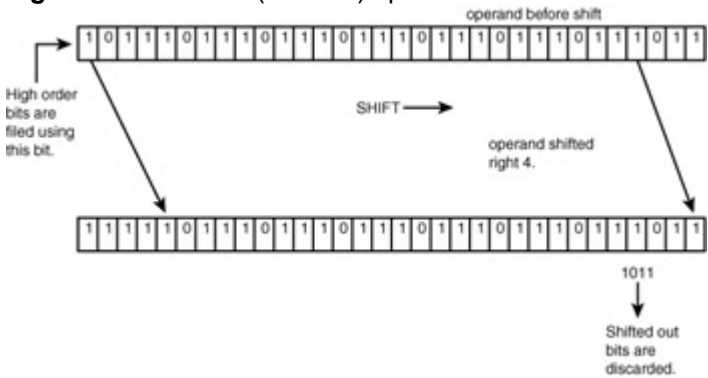 operand before shift
1 0 1 1 1 0 1 1 1 0 1 1 1 0 1 1 1 0 1 1 1 0 1 1 1 0 1 1 1 0 1 1
High order
bits are
filed using
this bit.
SHIFT
operand shifted
right 4.
1 1 1 1 1 0 1 1 1 0 1 1 1 0 1 1 1 0 1 1 1 0 1 1 1 0 1 1 1 0 1 1
1011
Shifted out
bits are
discarded.